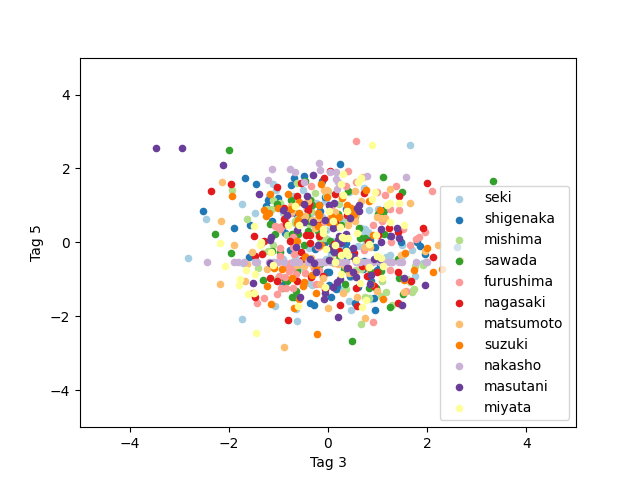 4
2
0
−2
−4
Tag 5
−4
−2
0
2
4
Tag 3
seki
shigenaka
mishima
sawada
furushima
nagasaki
matsumoto
suzuki
nakasho
masutani
miyata